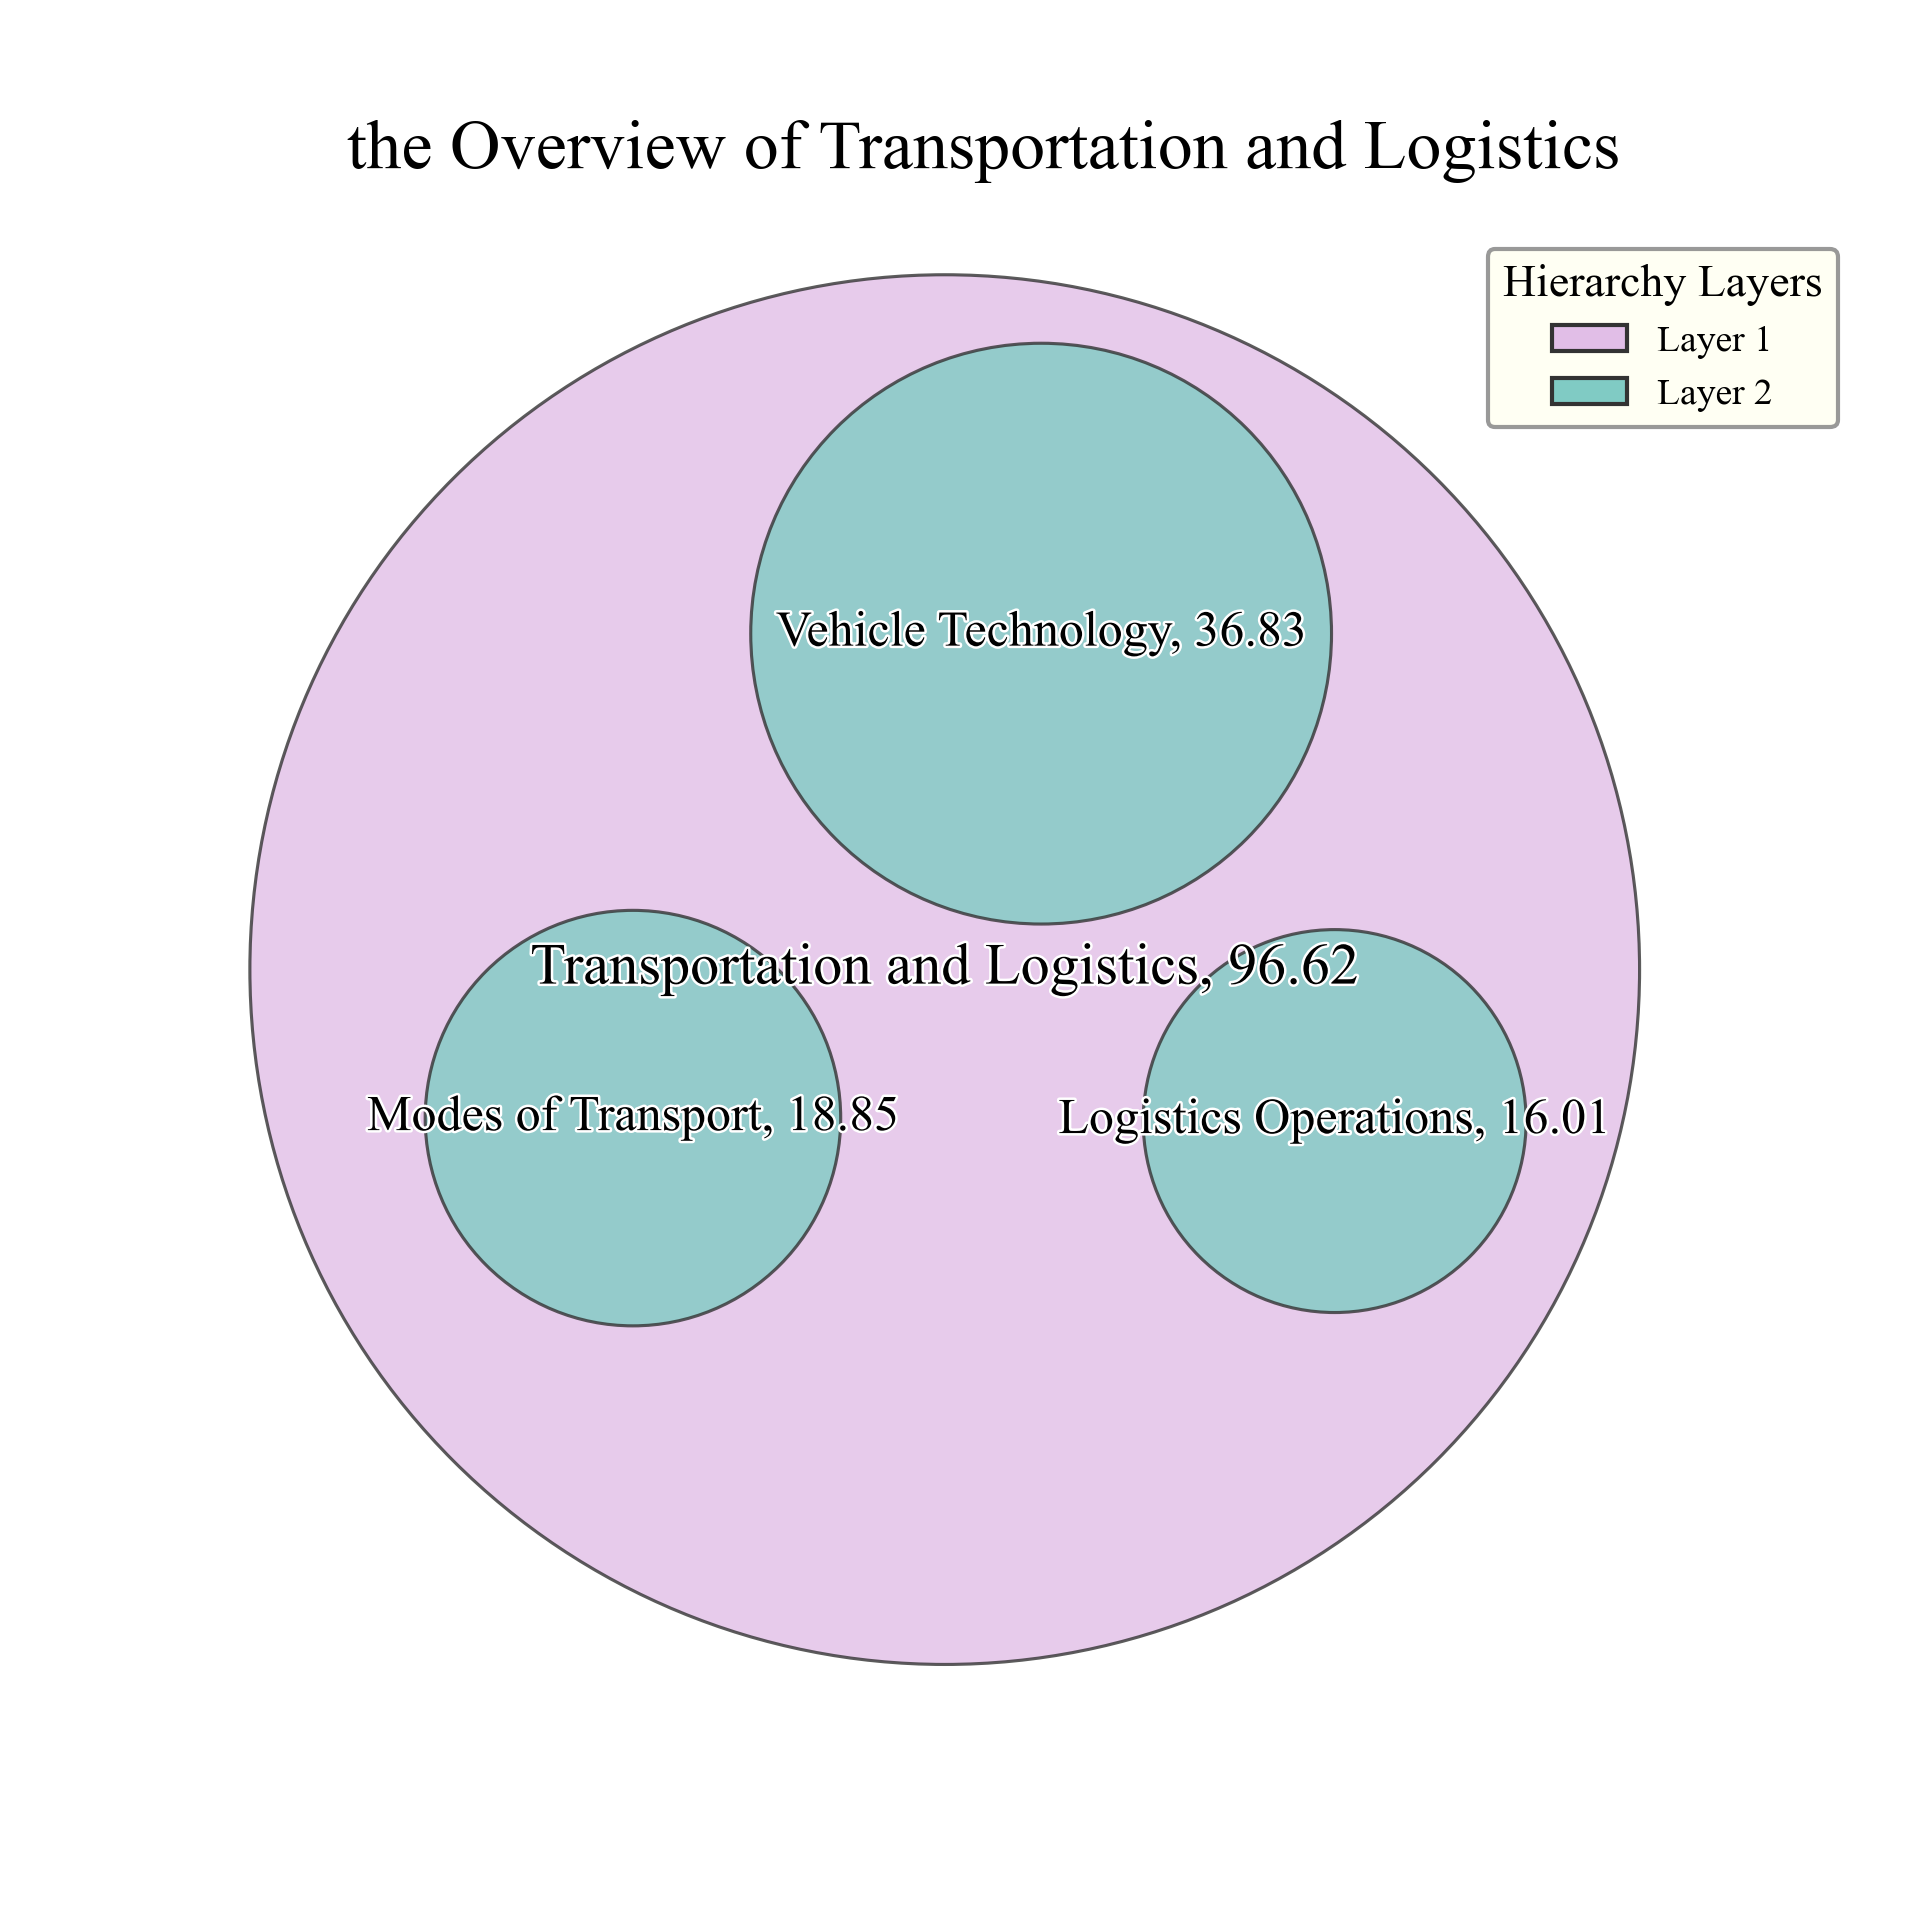 the Overview of Transportation and Logistics
Hierarchy Layers
Layer 1
Layer 2
Vehicle Technology, 36.83
Transportation and Logistics, 96.62
Modes of Transport, 18.85
Logistics Operations, 16.01